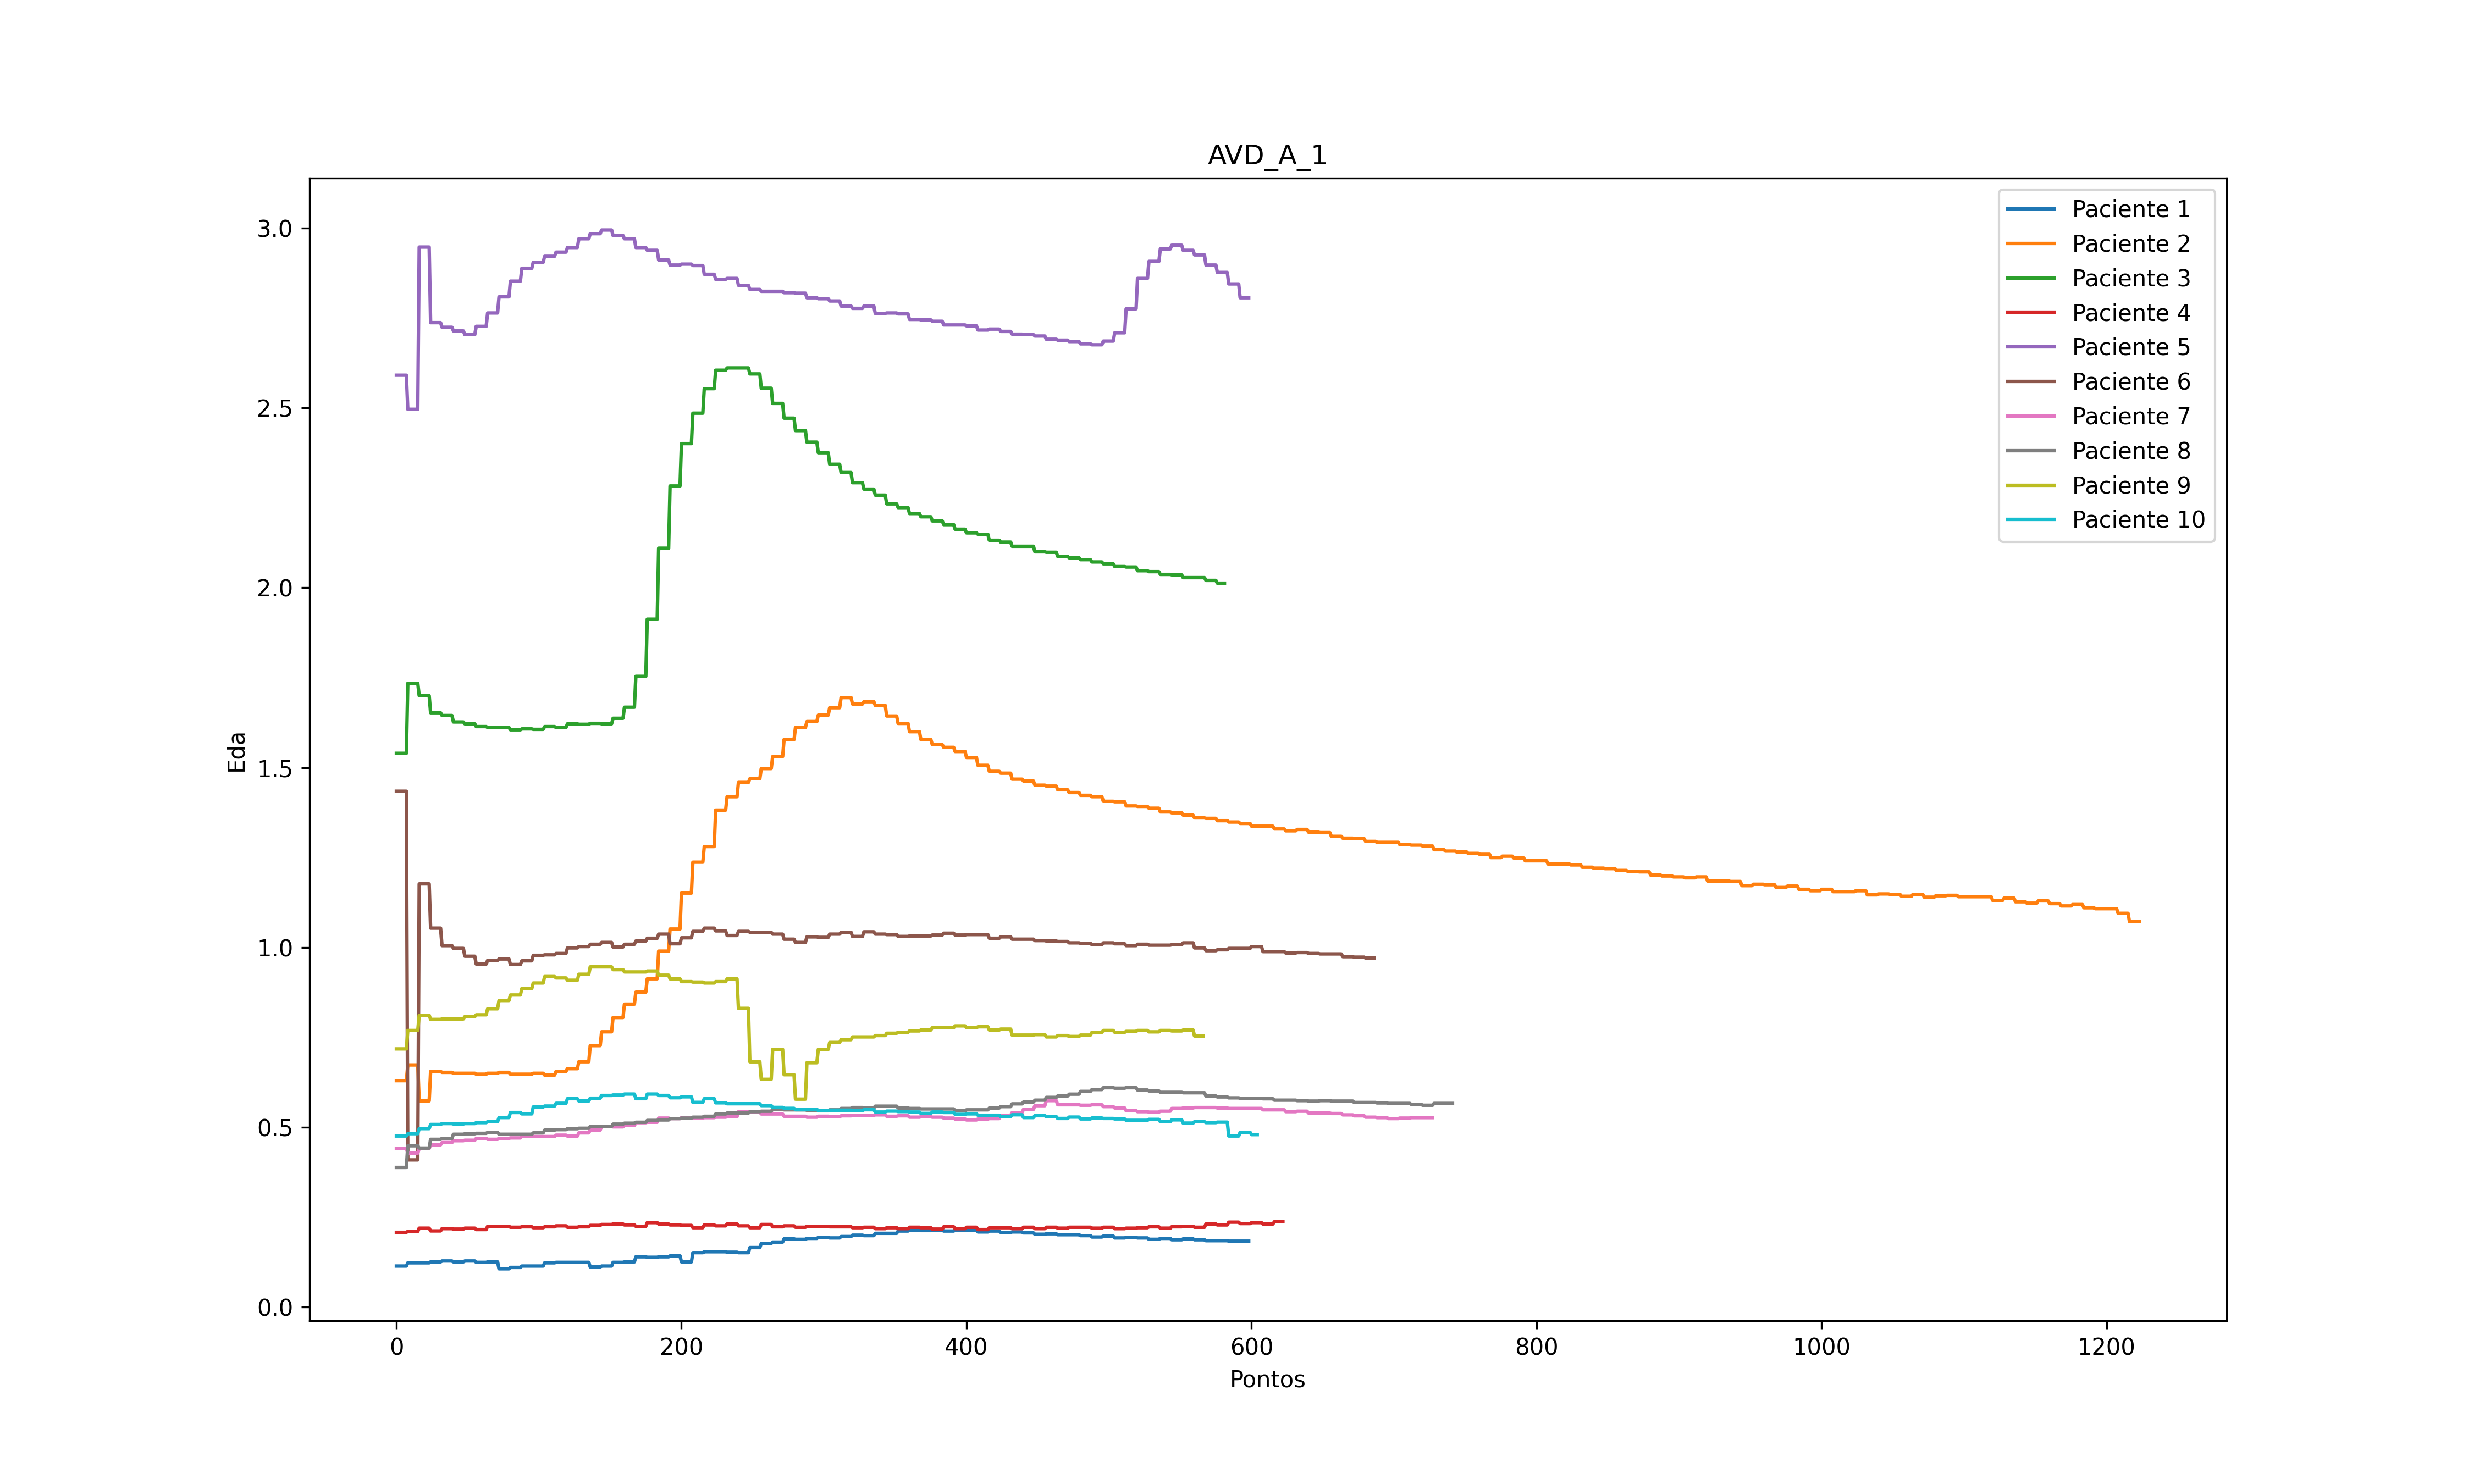 AVD_A_1
3.0
2.5
2.0
1.5
1.0
0.5
0.0
Eda
0 200 400 600 800 1000 1200
Pontos
Paciente 1
Paciente 2
Paciente 3
Paciente 4
Paciente 5
Paciente 6
Paciente 7
Paciente 8
Paciente 9
Paciente 10